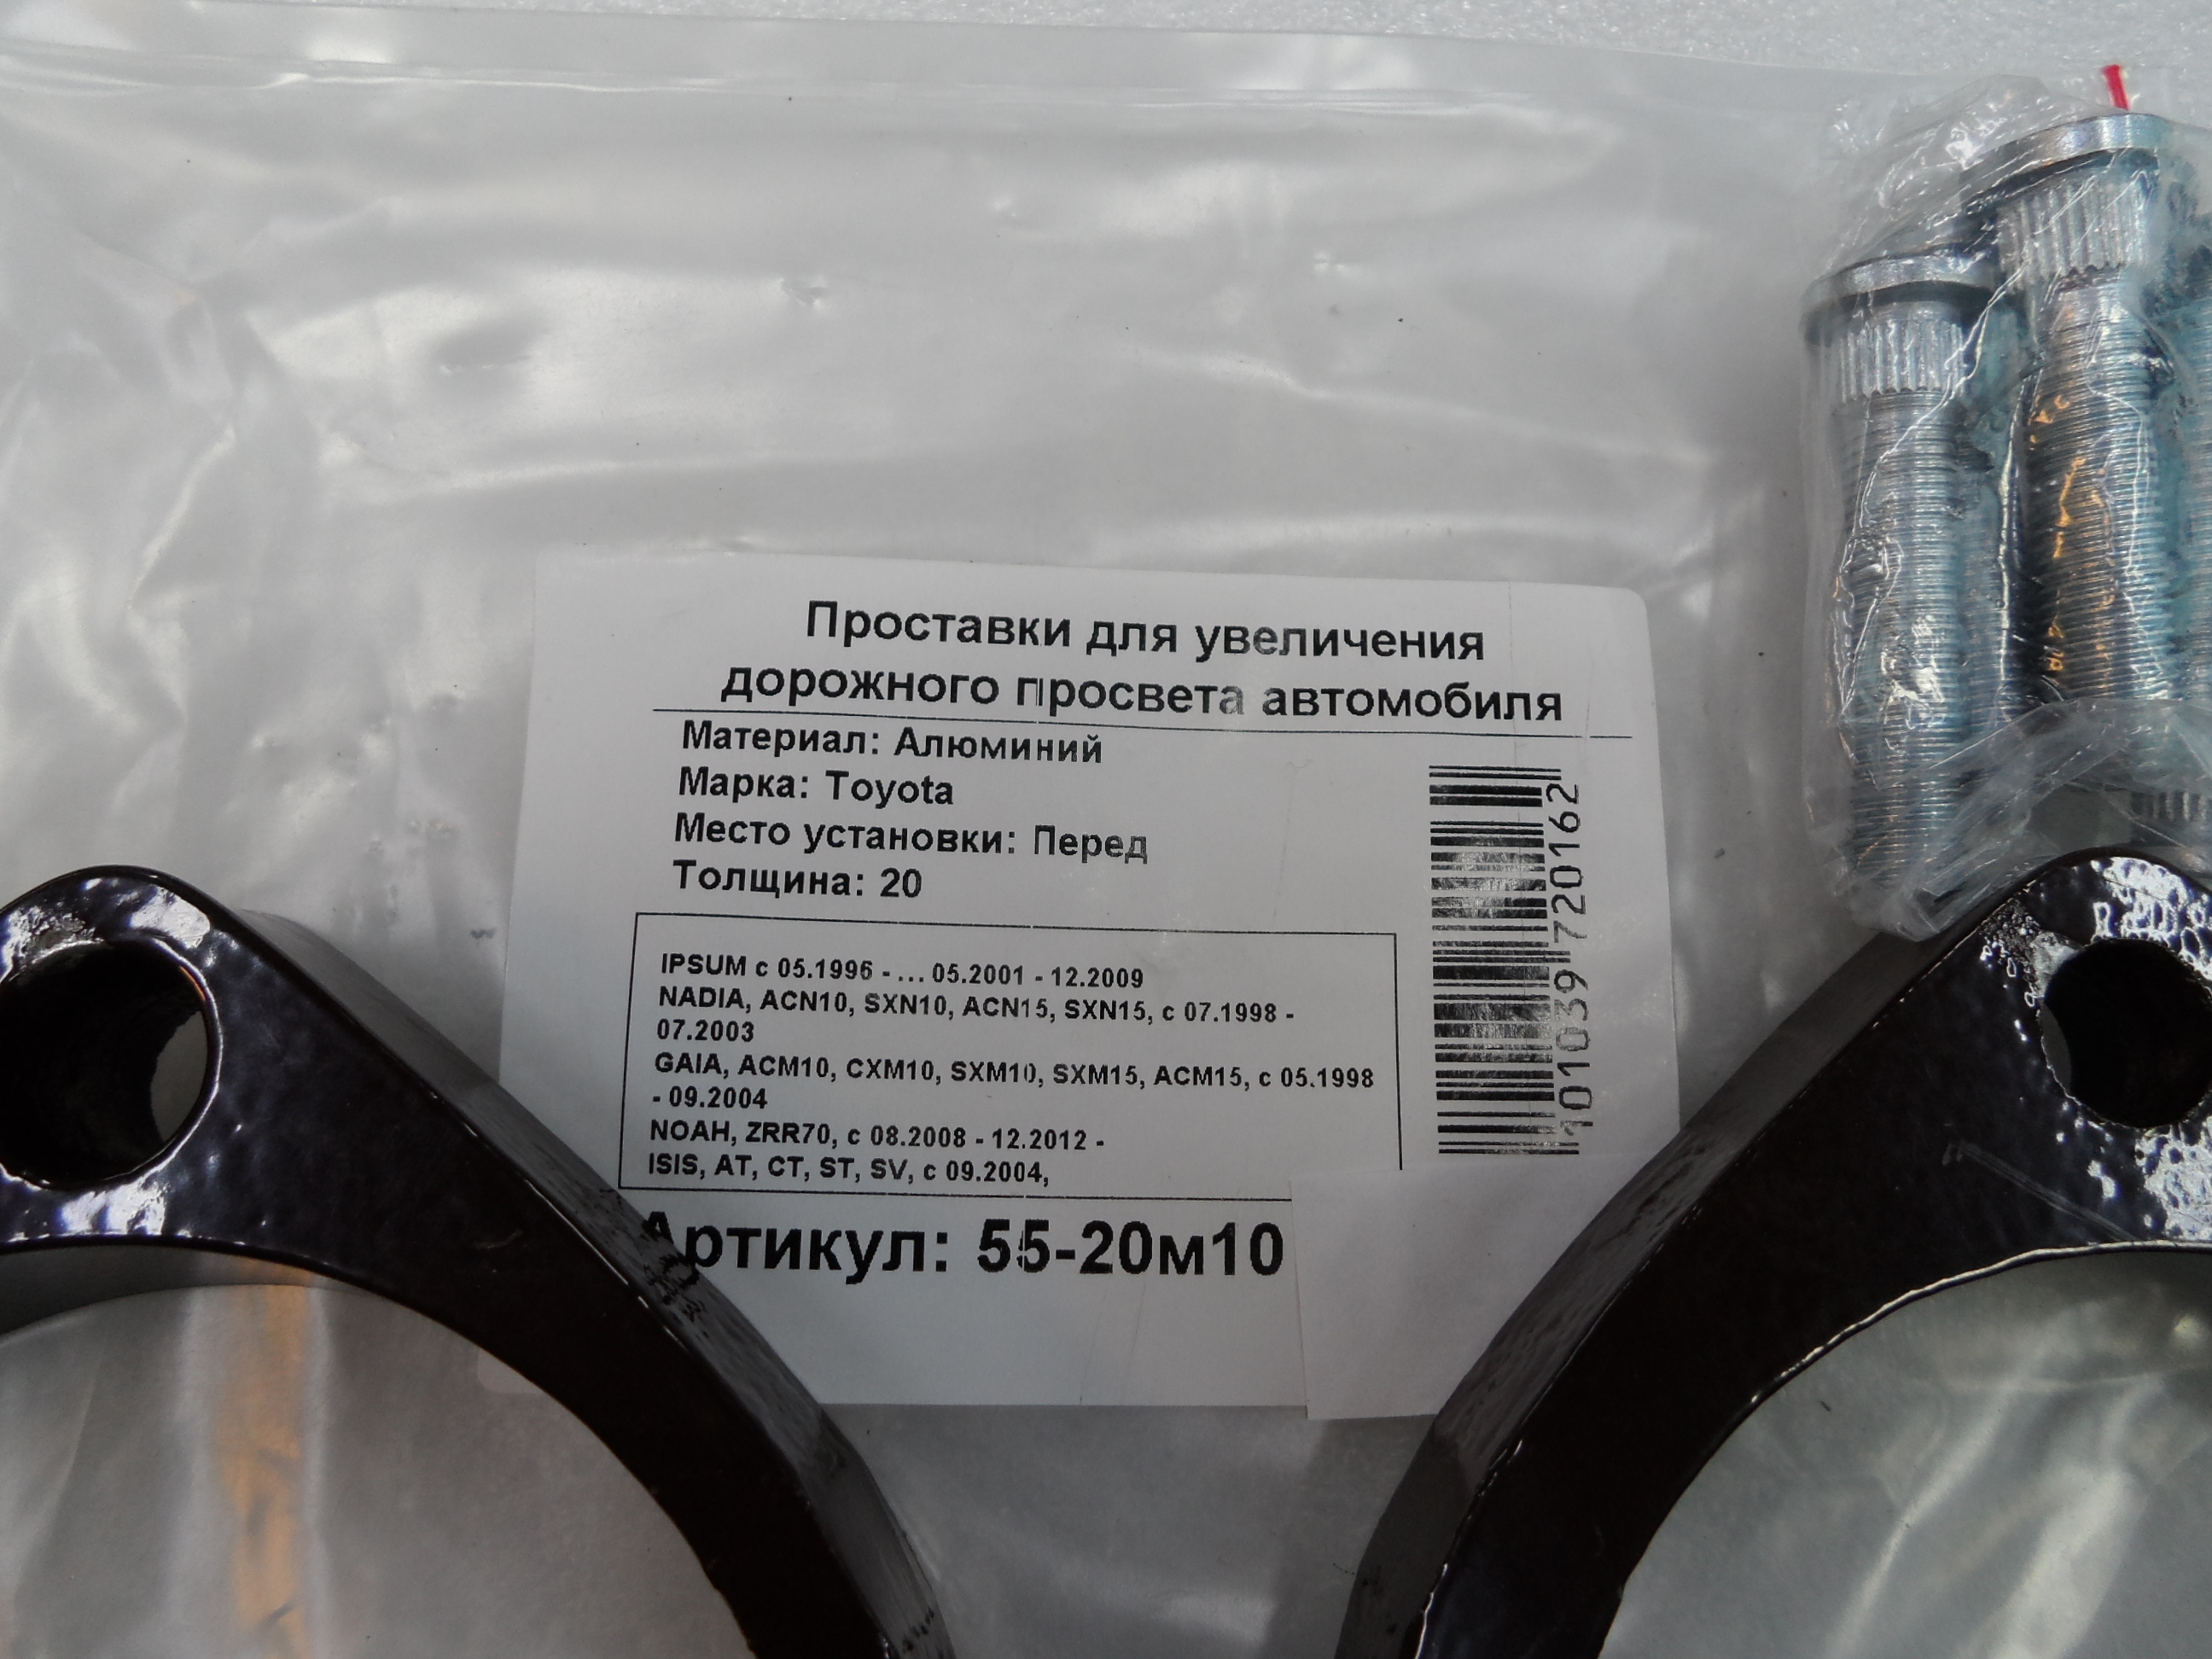 Проставки для увеличения
дорожного просвета автомобиля
Материал: Алюминий
Марка: Toyota
Место установки: Перед
Толщина: 20
IPSUM с 05.1996 - ... 05.2001 - 12.2009
NADIA, ACN10, SXN10, ACN15, SXN15, с 07.1998 -
07.2003
GAIA, ACM10, CXM10, SXM10, SXM15, ACM15, с 05.1998
- 09.2004
NOAH, ZRR70, с 08.2008 - 12.2012 -
ISIS, AT, CT, ST, SV, с 09.2004,
Артикул: 55-20м10
101039720162